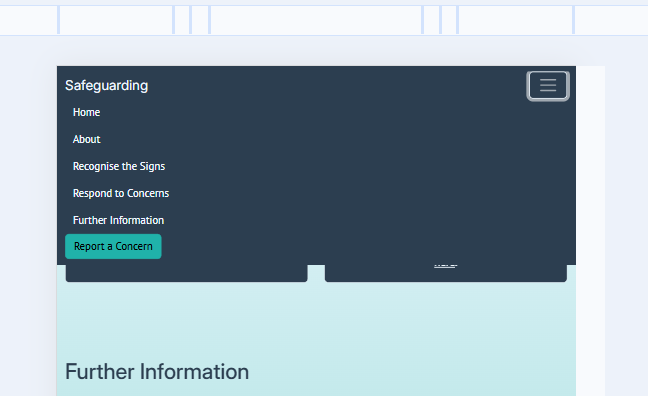 Safeguarding
Home
About
Recognise the Signs
Respond to Concerns
Further Information
Report a Concern
Further Information